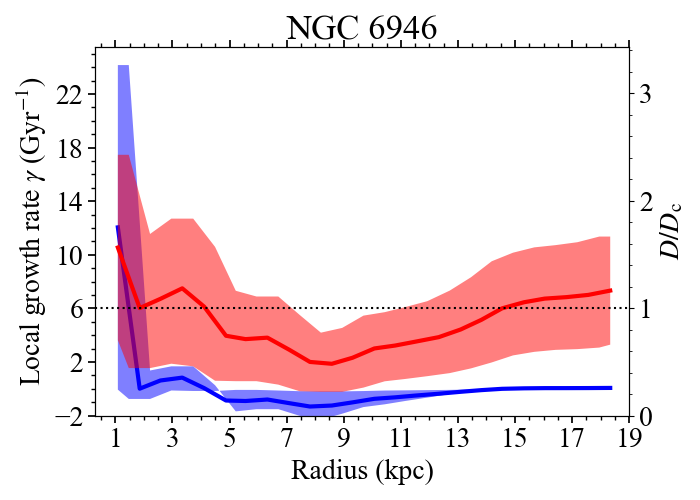 NGC 6946
Local growth rate γ (Gyr⁻¹)
22
18
14
10
6
2
−2
3
2
1
0
D/D_c
1 3 5 7 9 11 13 15 17 19
Radius (kpc)